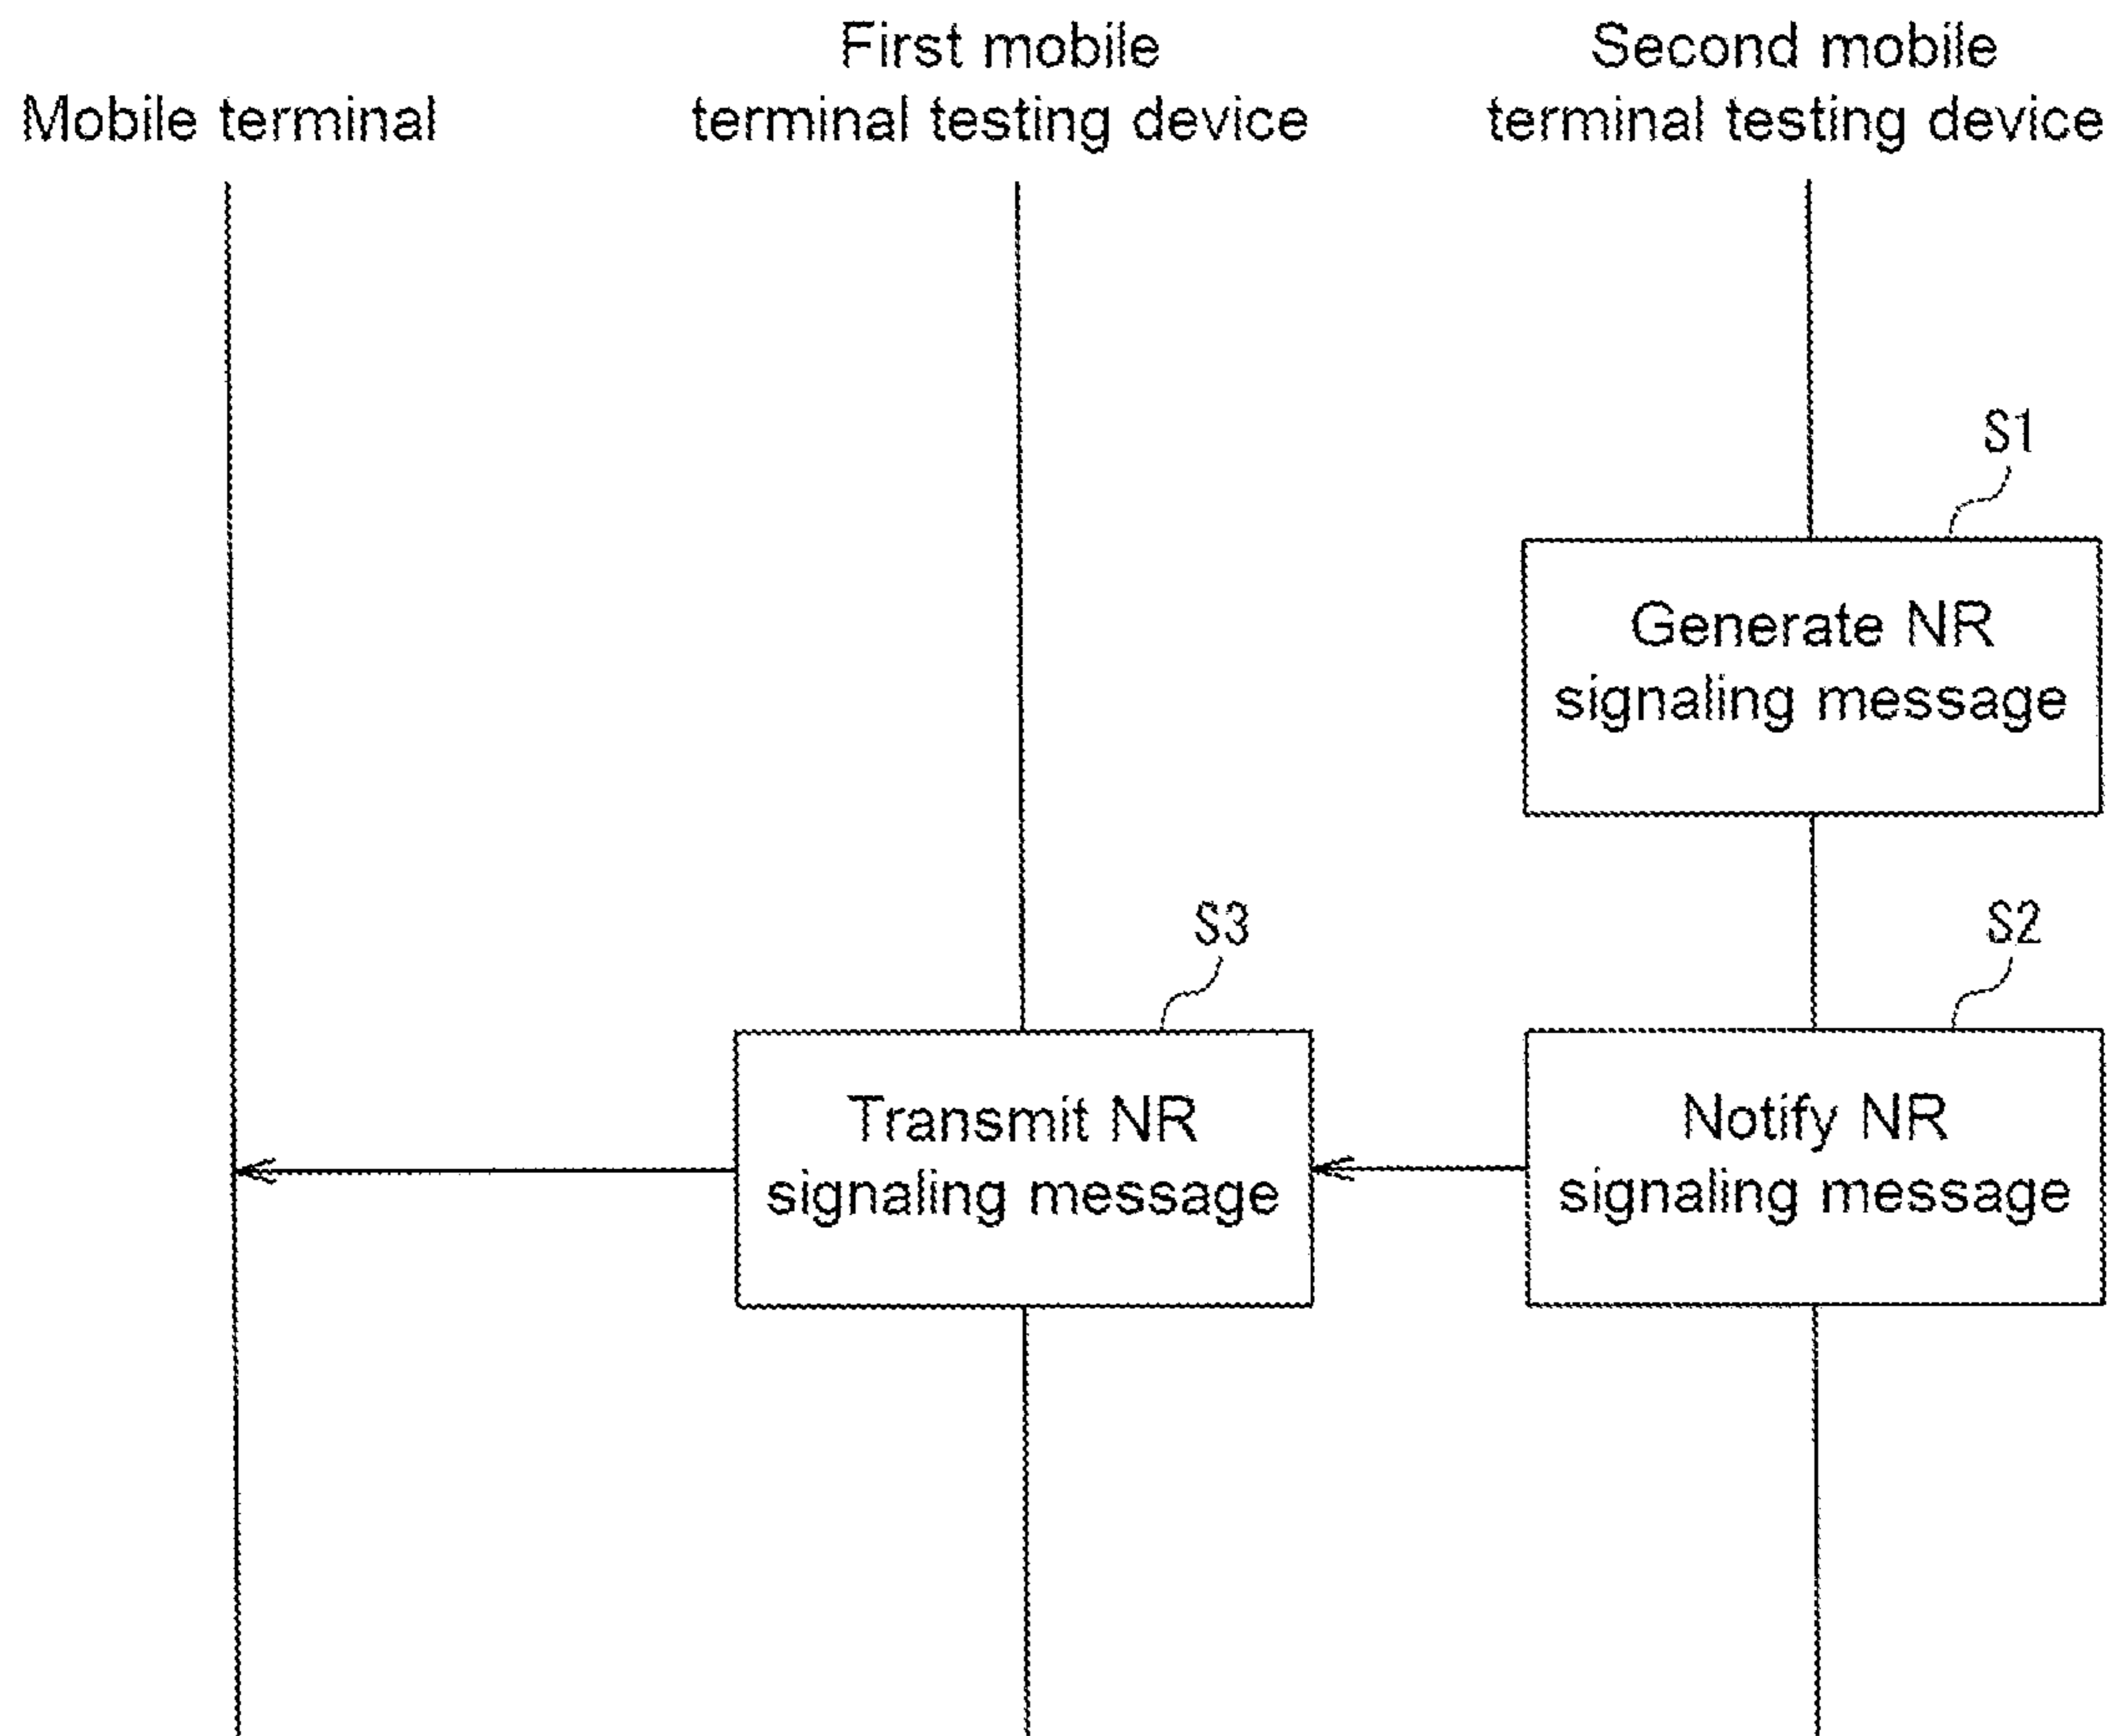 Mobile terminal
First mobile
terminal testing device
Second mobile
terminal testing device
S1
Generate NR
signaling message
S3
S2
Transmit NR
signaling message
Notify NR
signaling message